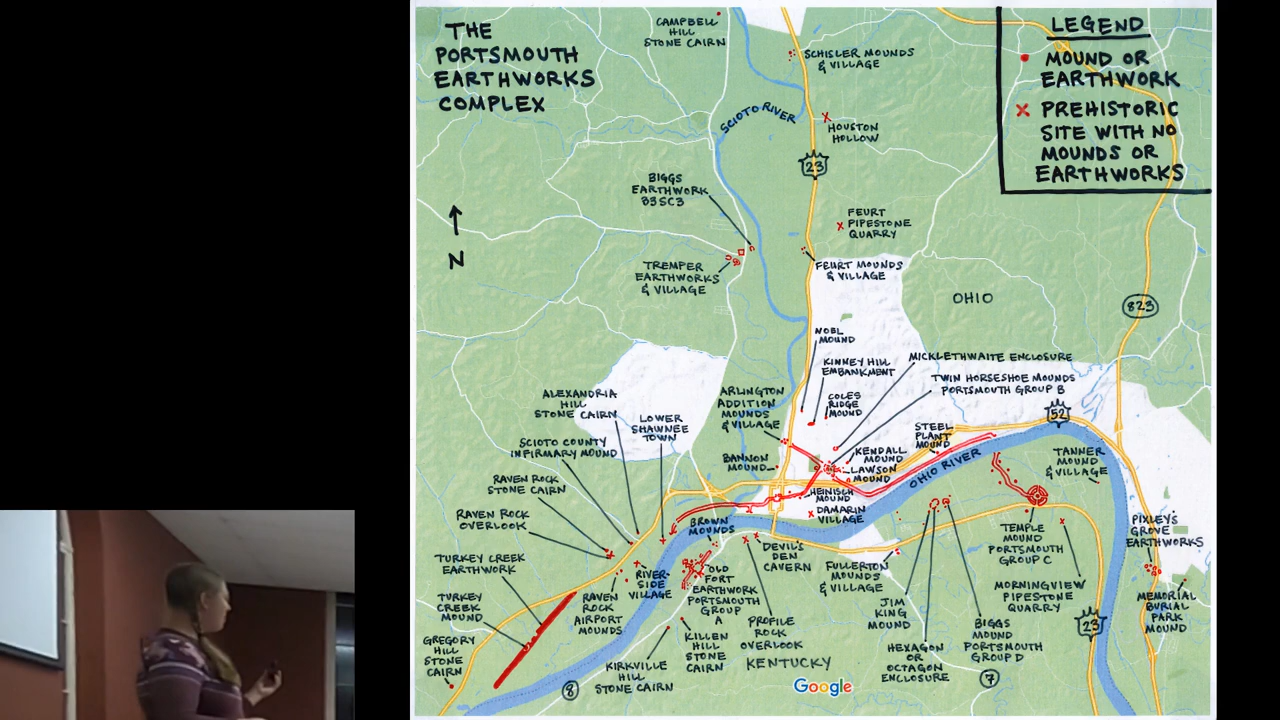 THE
PORTSMOUTH
EARTHWORKS
COMPLEX
CAMPBELL
HILL
STONE CAIRN
SCHISLER MOUNDS
& VILLAGE
LEGEND
MOUND OR
EARTHWORK
X PREHISTORIC
SITE WITH NO
MOUNDS OR
EARTHWORKS
SCIOTO RIVER
HOUSTON
HOLLOW
23
BIGGS
EARTHWORK
33SC3
N
FEURT
PIPESTONE
QUARRY
TREMPER
EARTHWORKS
& VILLAGE
FEURT MOUNDS
& VILLAGE
OHIO
823
NOEL
MOUND
KINNEY HILL
EMBANKMENT
MICKLETHWAITE ENCLOSURE
TWIN HORSESHOE MOUNDS
PORTSMOUTH GROUP B
COLES
RIDGE
MOUND
ARLINGTON
ADDITION
MOUNDS
& VILLAGE
ALEXANDRIA
HILL
STONE CAIRN
LOWER
SHAWNEE
TOWN
52
STEEL
PLANT
MOUND
SCIOTO COUNTY
INFIRMARY MOUND
BANNON
MOUND
KENDALL
MOUND
LAWSON
MOUND
OHIO RIVER
TANNER
MOUND
& VILLAGE
RAVEN ROCK
STONE CAIRN
HEINISCH
MOUND
DAMARIN
VILLAGE
RAVEN ROCK
OVERLOOK
BROWN
MOUNDS
DEVIL'S
DEN
CAVERN
TEMPLE
MOUND
PORTSMOUTH
GROUP C
PIXLEY'S
GROVE
EARTHWORKS
TURKEY CREEK
EARTHWORK
RIVER-
SIDE
VILLAGE
OLD
FORT
EARTHWORK
PORTSMOUTH
GROUP
A
FULLERTON
MOUNDS
& VILLAGE
MORNINGVIEW
PIPESTONE
QUARRY
TURKEY
CREEK
MOUND
RAVEN
ROCK
AIRPORT
MOUNDS
PROFILE
ROCK
OVERLOOK
JIM
KING
MOUND
BIGGS
MOUND
PORTSMOUTH
GROUP D
23
MEMORIAL
BURIAL
PARK
MOUND
GREGORY
HILL
STONE
CAIRN
KILLEN
HILL
STONE
CAIRN
KIRKVILLE
HILL
STONE CAIRN
KENTUCKY
HEXAGON
OR
OCTAGON
ENCLOSURE
8
Google
7